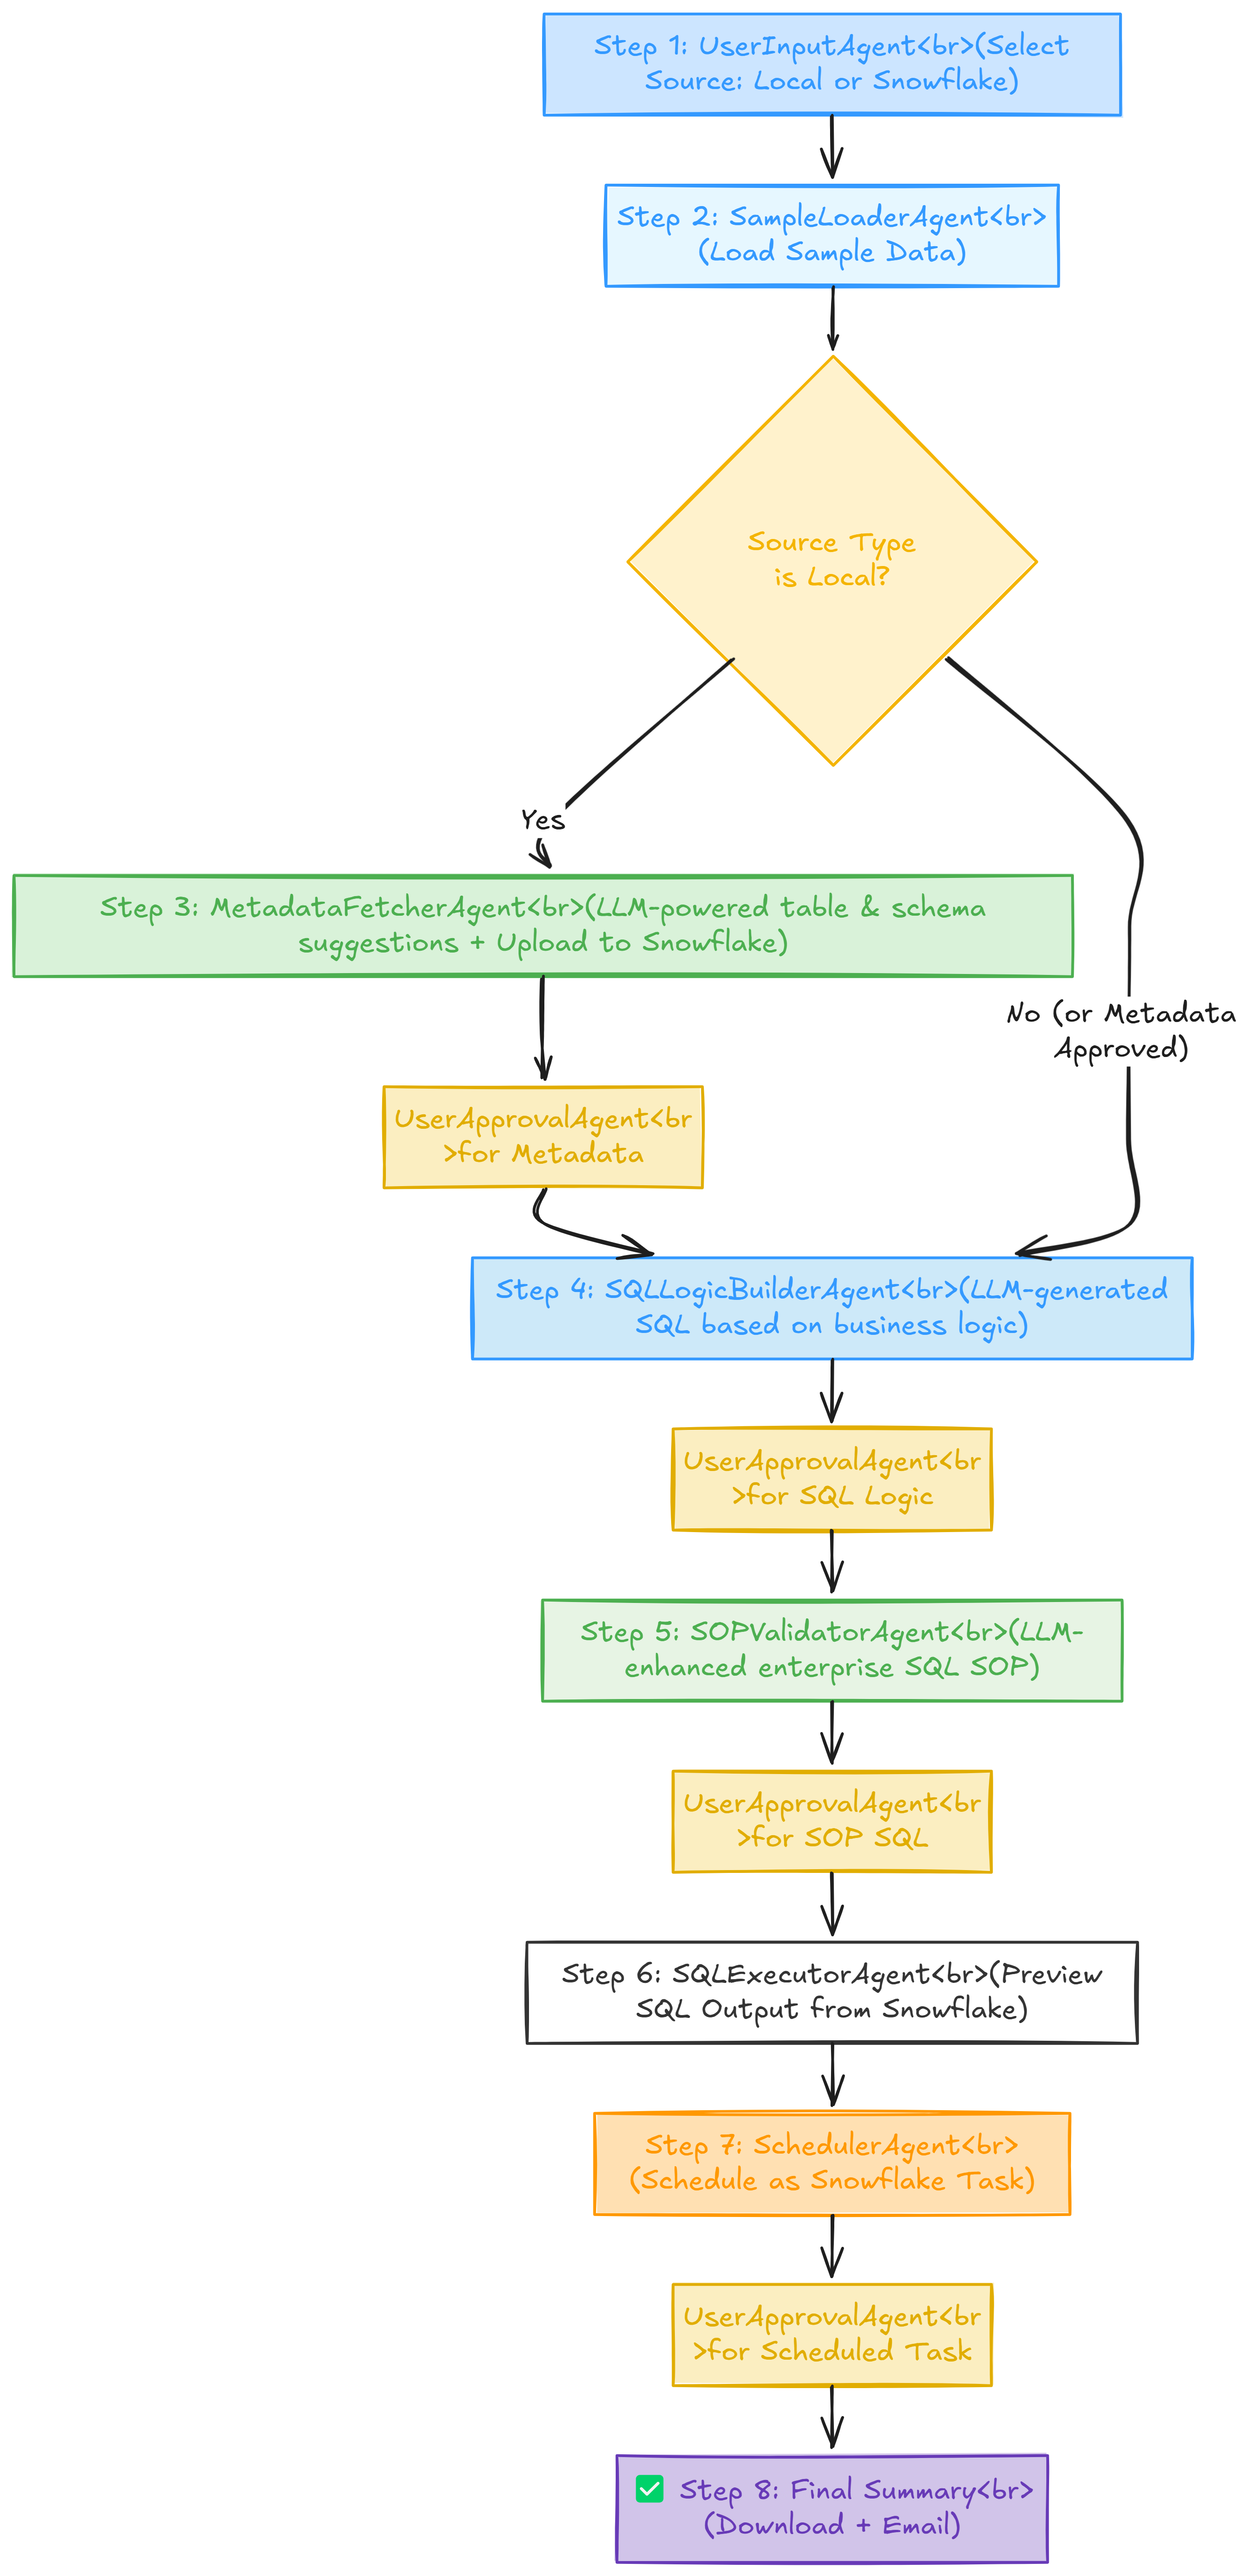 Step 1: UserInputAgent<br>(Select
Source: Local or Snowflake)
Step 2: SampleLoaderAgent<br>
(Load Sample Data)
Source Type
is Local?
Yes
Step 3: MetadataFetcherAgent<br>(LLM-powered table & schema
suggestions + Upload to Snowflake)
No (or Metadata
Approved)
UserApprovalAgent<br
>for Metadata
Step 4: SQLLogicBuilderAgent<br>(LLM-generated
SQL based on business logic)
UserApprovalAgent<br
>for SQL Logic
Step 5: SOPValidatorAgent<br>(LLM-
enhanced enterprise SQL SOP)
UserApprovalAgent<br
>for SOP SQL
Step 6: SQLExecutorAgent<br>(Preview
SQL Output from Snowflake)
Step 7: SchedulerAgent<br>
(Schedule as Snowflake Task)
UserApprovalAgent<br
>for Scheduled Task
✅ Step 8: Final Summary<br>
(Download + Email)